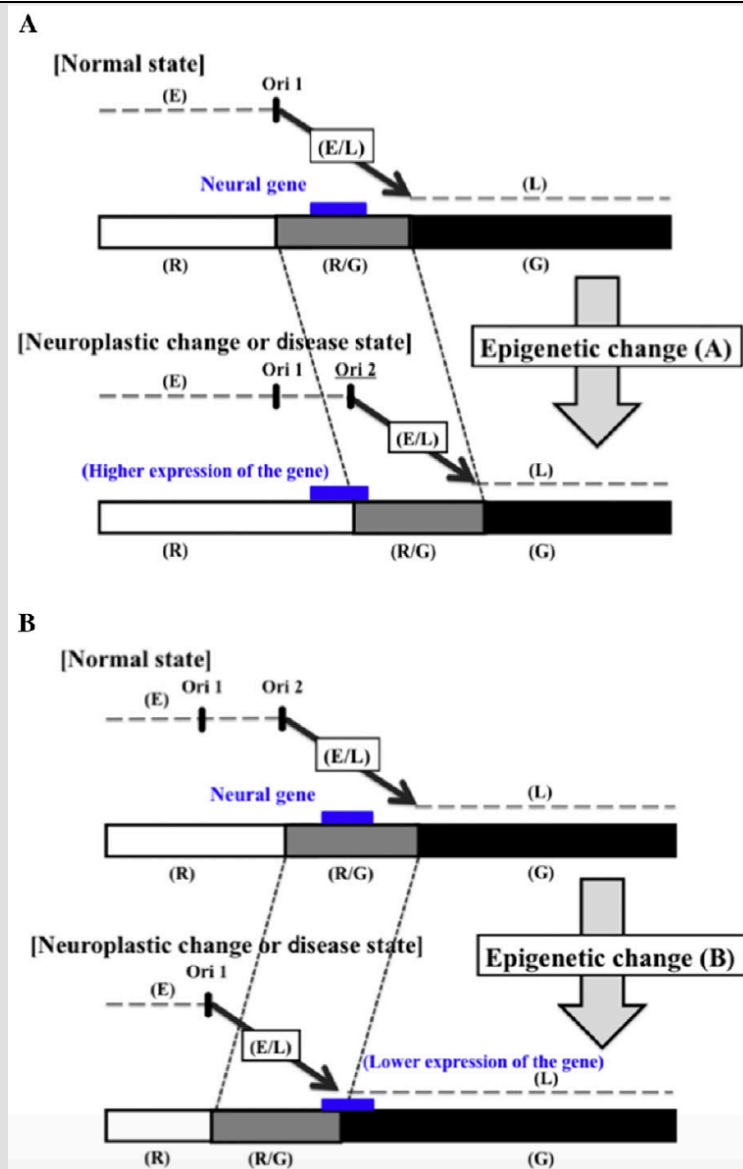 A
[Normal state]
Ori 1
(E)
(E/L)
Neural gene
(L)
(R)
(R/G)
(G)
[Neuroplastic change or disease state]
Epigenetic change (A)
Ori 1
Ori 2
(E)
(E/L)
(Higher expression of the gene)
(L)
(R)
(R/G)
(G)
B
[Normal state]
Ori 1
Ori 2
(E)
(E/L)
Neural gene
(L)
(R)
(R/G)
(G)
[Neuroplastic change or disease state]
Epigenetic change (B)
Ori 1
(E)
(E/L)
(Lower expression of the gene)
(L)
(R)
(R/G)
(G)